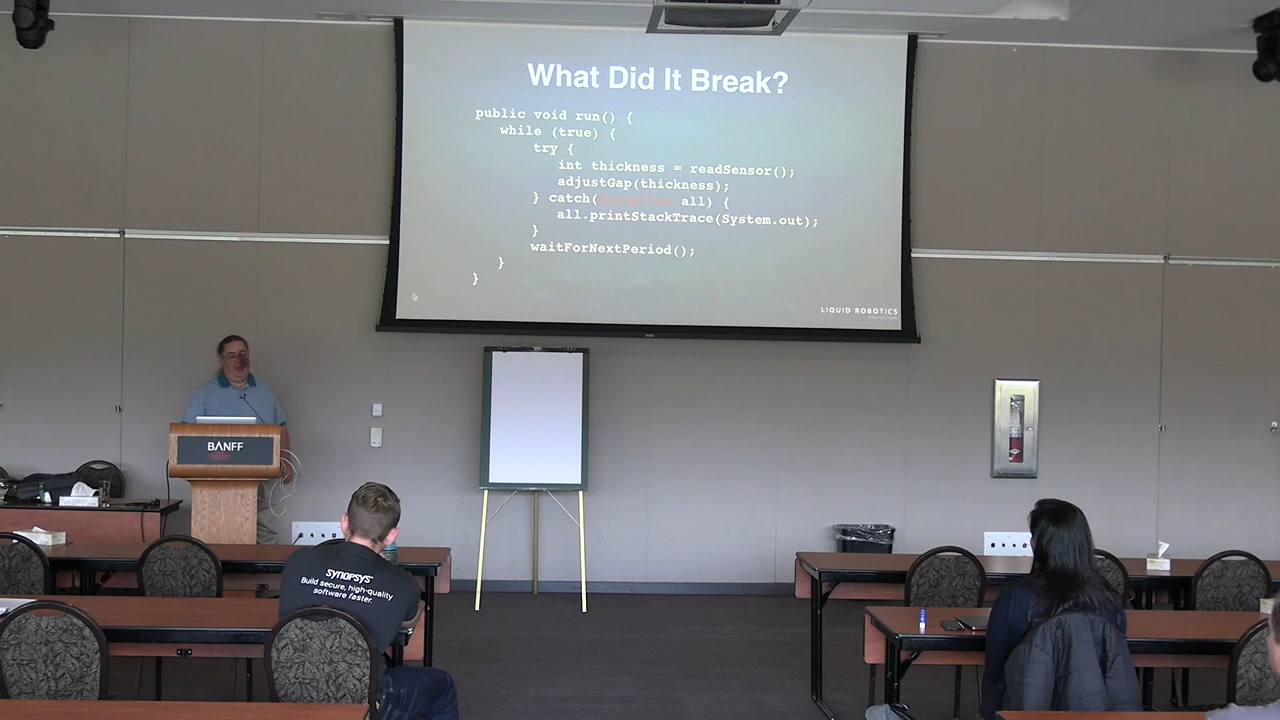 What Did It Break?
public void run() {
while (true) {
try {
int thickness = readSensor();
adjustGap(thickness);
} catch(Exception all) {
all.printStackTrace(System.out);
}
waitForNextPeriod();
}
}
LIQUID ROBOTICS
BANFF
SYNOPSYS
Build secure, high-quality
software faster.